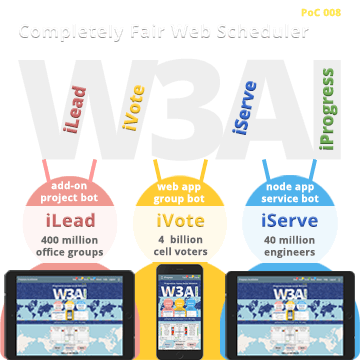 PoC 008
Completely Fair Web Scheduler
W3AI
iLead
iVote
iServe
iProgress
add-on
project bot
iLead
400 million
office groups
web app
group bot
iVote
4 billion
cell voters
node app
service bot
iServe
40 million
engineers
W3AI
W3AI
W3AI